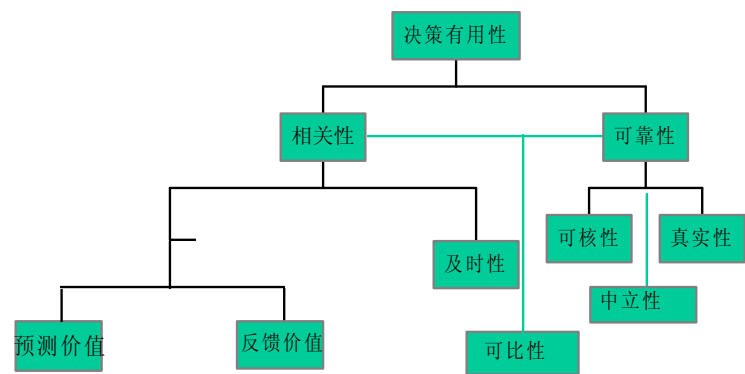 决策有用性
相关性
可靠性
可核性
真实性
及时性
中立性
预测价值
反馈价值
可比性